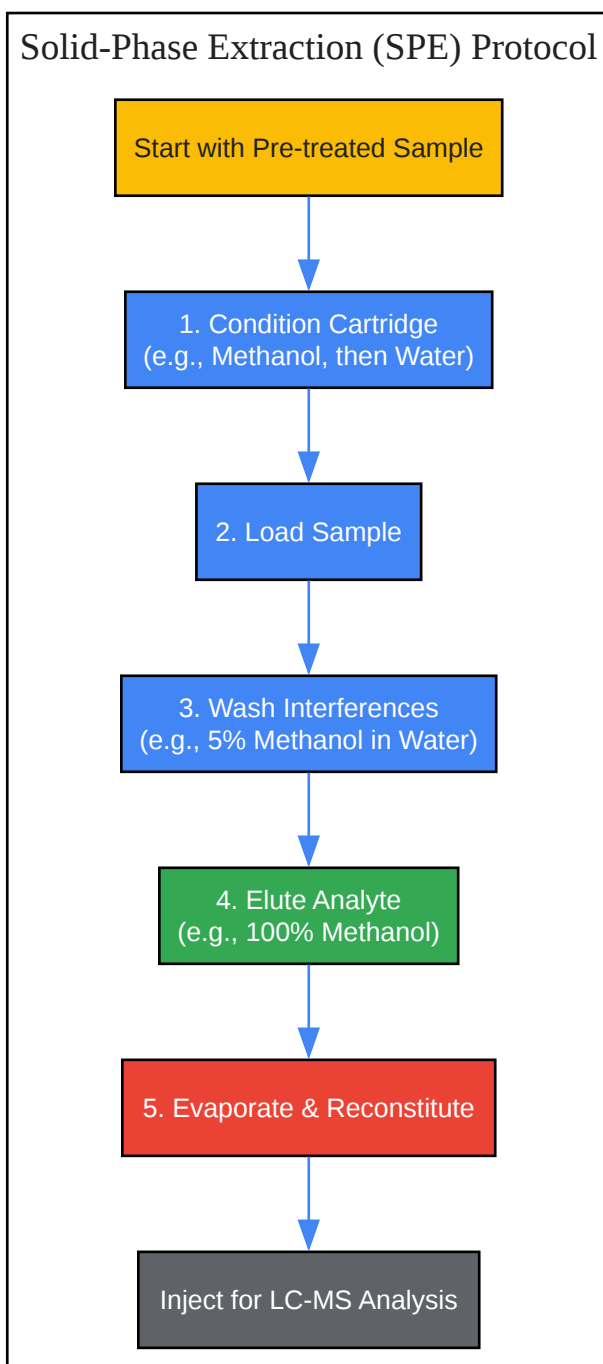 Solid-Phase Extraction (SPE) Protocol
Start with Pre-treated Sample
1. Condition Cartridge
(e.g., Methanol, then Water)
2. Load Sample
3. Wash Interferences
(e.g., 5% Methanol in Water)
4. Elute Analyte
(e.g., 100% Methanol)
5. Evaporate & Reconstitute
Inject for LC-MS Analysis